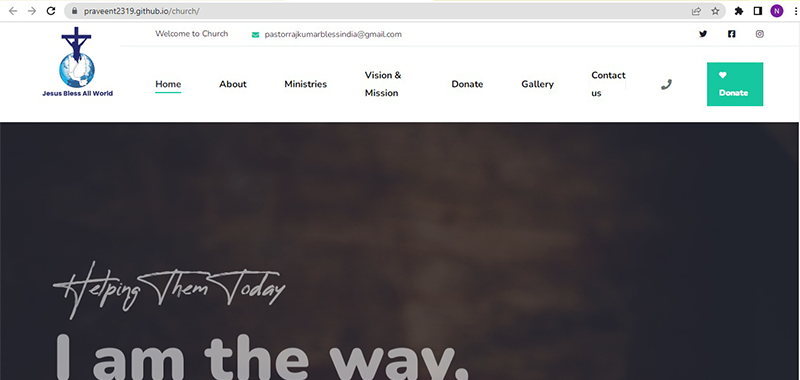 praveent2319.github.io/church/
N
Welcome to Church
pastorrajkumarblessindia@gmail.com
Jesus Bless All World
Home
About
Ministries
Vision &
Mission
Donate
Gallery
Contact
us
Donate
Helping Them Today
I am the way,